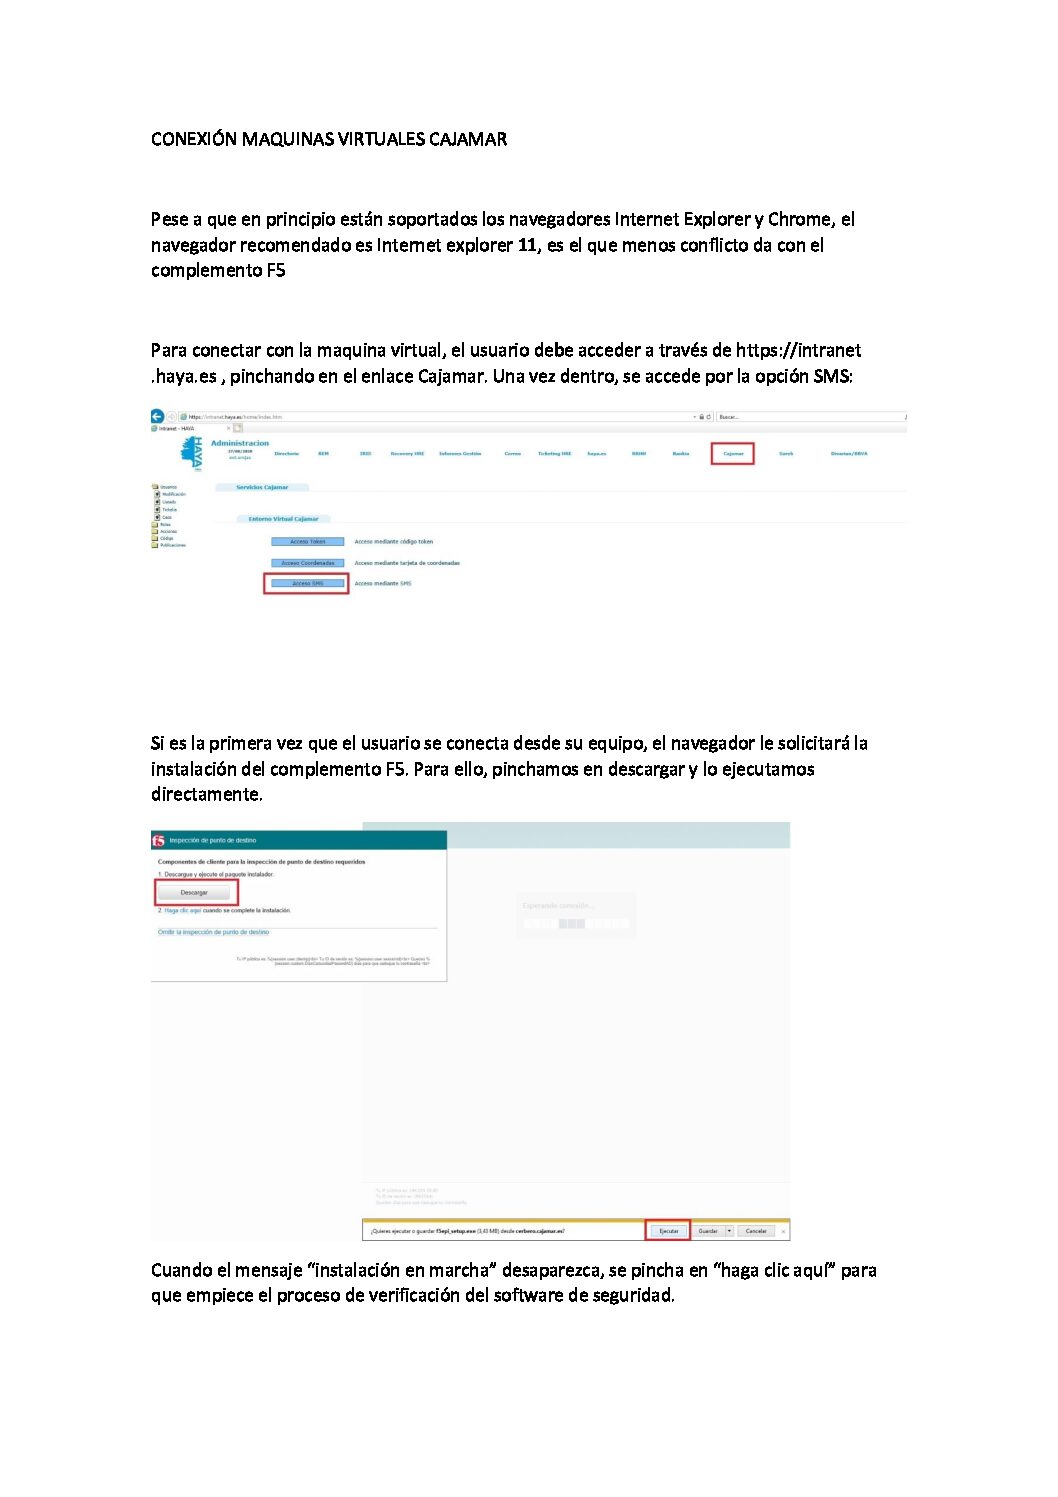 CONEXIÓN MAQUINAS VIRTUALES CAJAMAR
Pese a que en principio están soportados los navegadores Internet Explorer y Chrome, el
navegador recomendado es Internet explorer 11, es el que menos conflicto da con el
complemento F5
Para conectar con la maquina virtual, el usuario debe acceder a través de https://intranet
.haya.es , pinchando en el enlace Cajamar. Una vez dentro, se accede por la opción SMS:
https://intranet.haya.es/home/index.htm
Buscar...
Intranet - HAYA
HAYA
Administracion
27/08/2018
Directorio REM IRIS Recovery HRE Informes Gestión Correo Ticketing HRE haya.es BRINI Bankia Cajamar Sareb Divarian/BBVA
Usuarios
Modificación
Listado
Tickelia
Caos
Roles
Acciones
Código
Publicaciones
Servicios Cajamar
Entorno Virtual Cajamar
Acceso Token Acceso mediante código token
Acceso Coordenadas Acceso mediante tarjeta de coordenadas
Acceso SMS Acceso mediante SMS
Si es la primera vez que el usuario se conecta desde su equipo, el navegador le solicitará la
instalación del complemento F5. Para ello, pinchamos en descargar y lo ejecutamos
directamente.
f5 Inspección de punto de destino
Componentes de cliente para la inspección de punto de destino requeridos
1. Descargue y ejecute el paquete instalador.
Descargar
2. Haga clic aquí cuando se complete la instalación.
Omitir la inspección de punto de destino
Esperando conexión...
¿Quieres ejecutar o guardar f5epi_setup.exe (3,43 MB) desde cerbero.cajamar.es?
Ejecutar Guardar Cancelar
Cuando el mensaje “instalación en marcha” desaparezca, se pincha en “haga clic aquí” para
que empiece el proceso de verificación del software de seguridad.